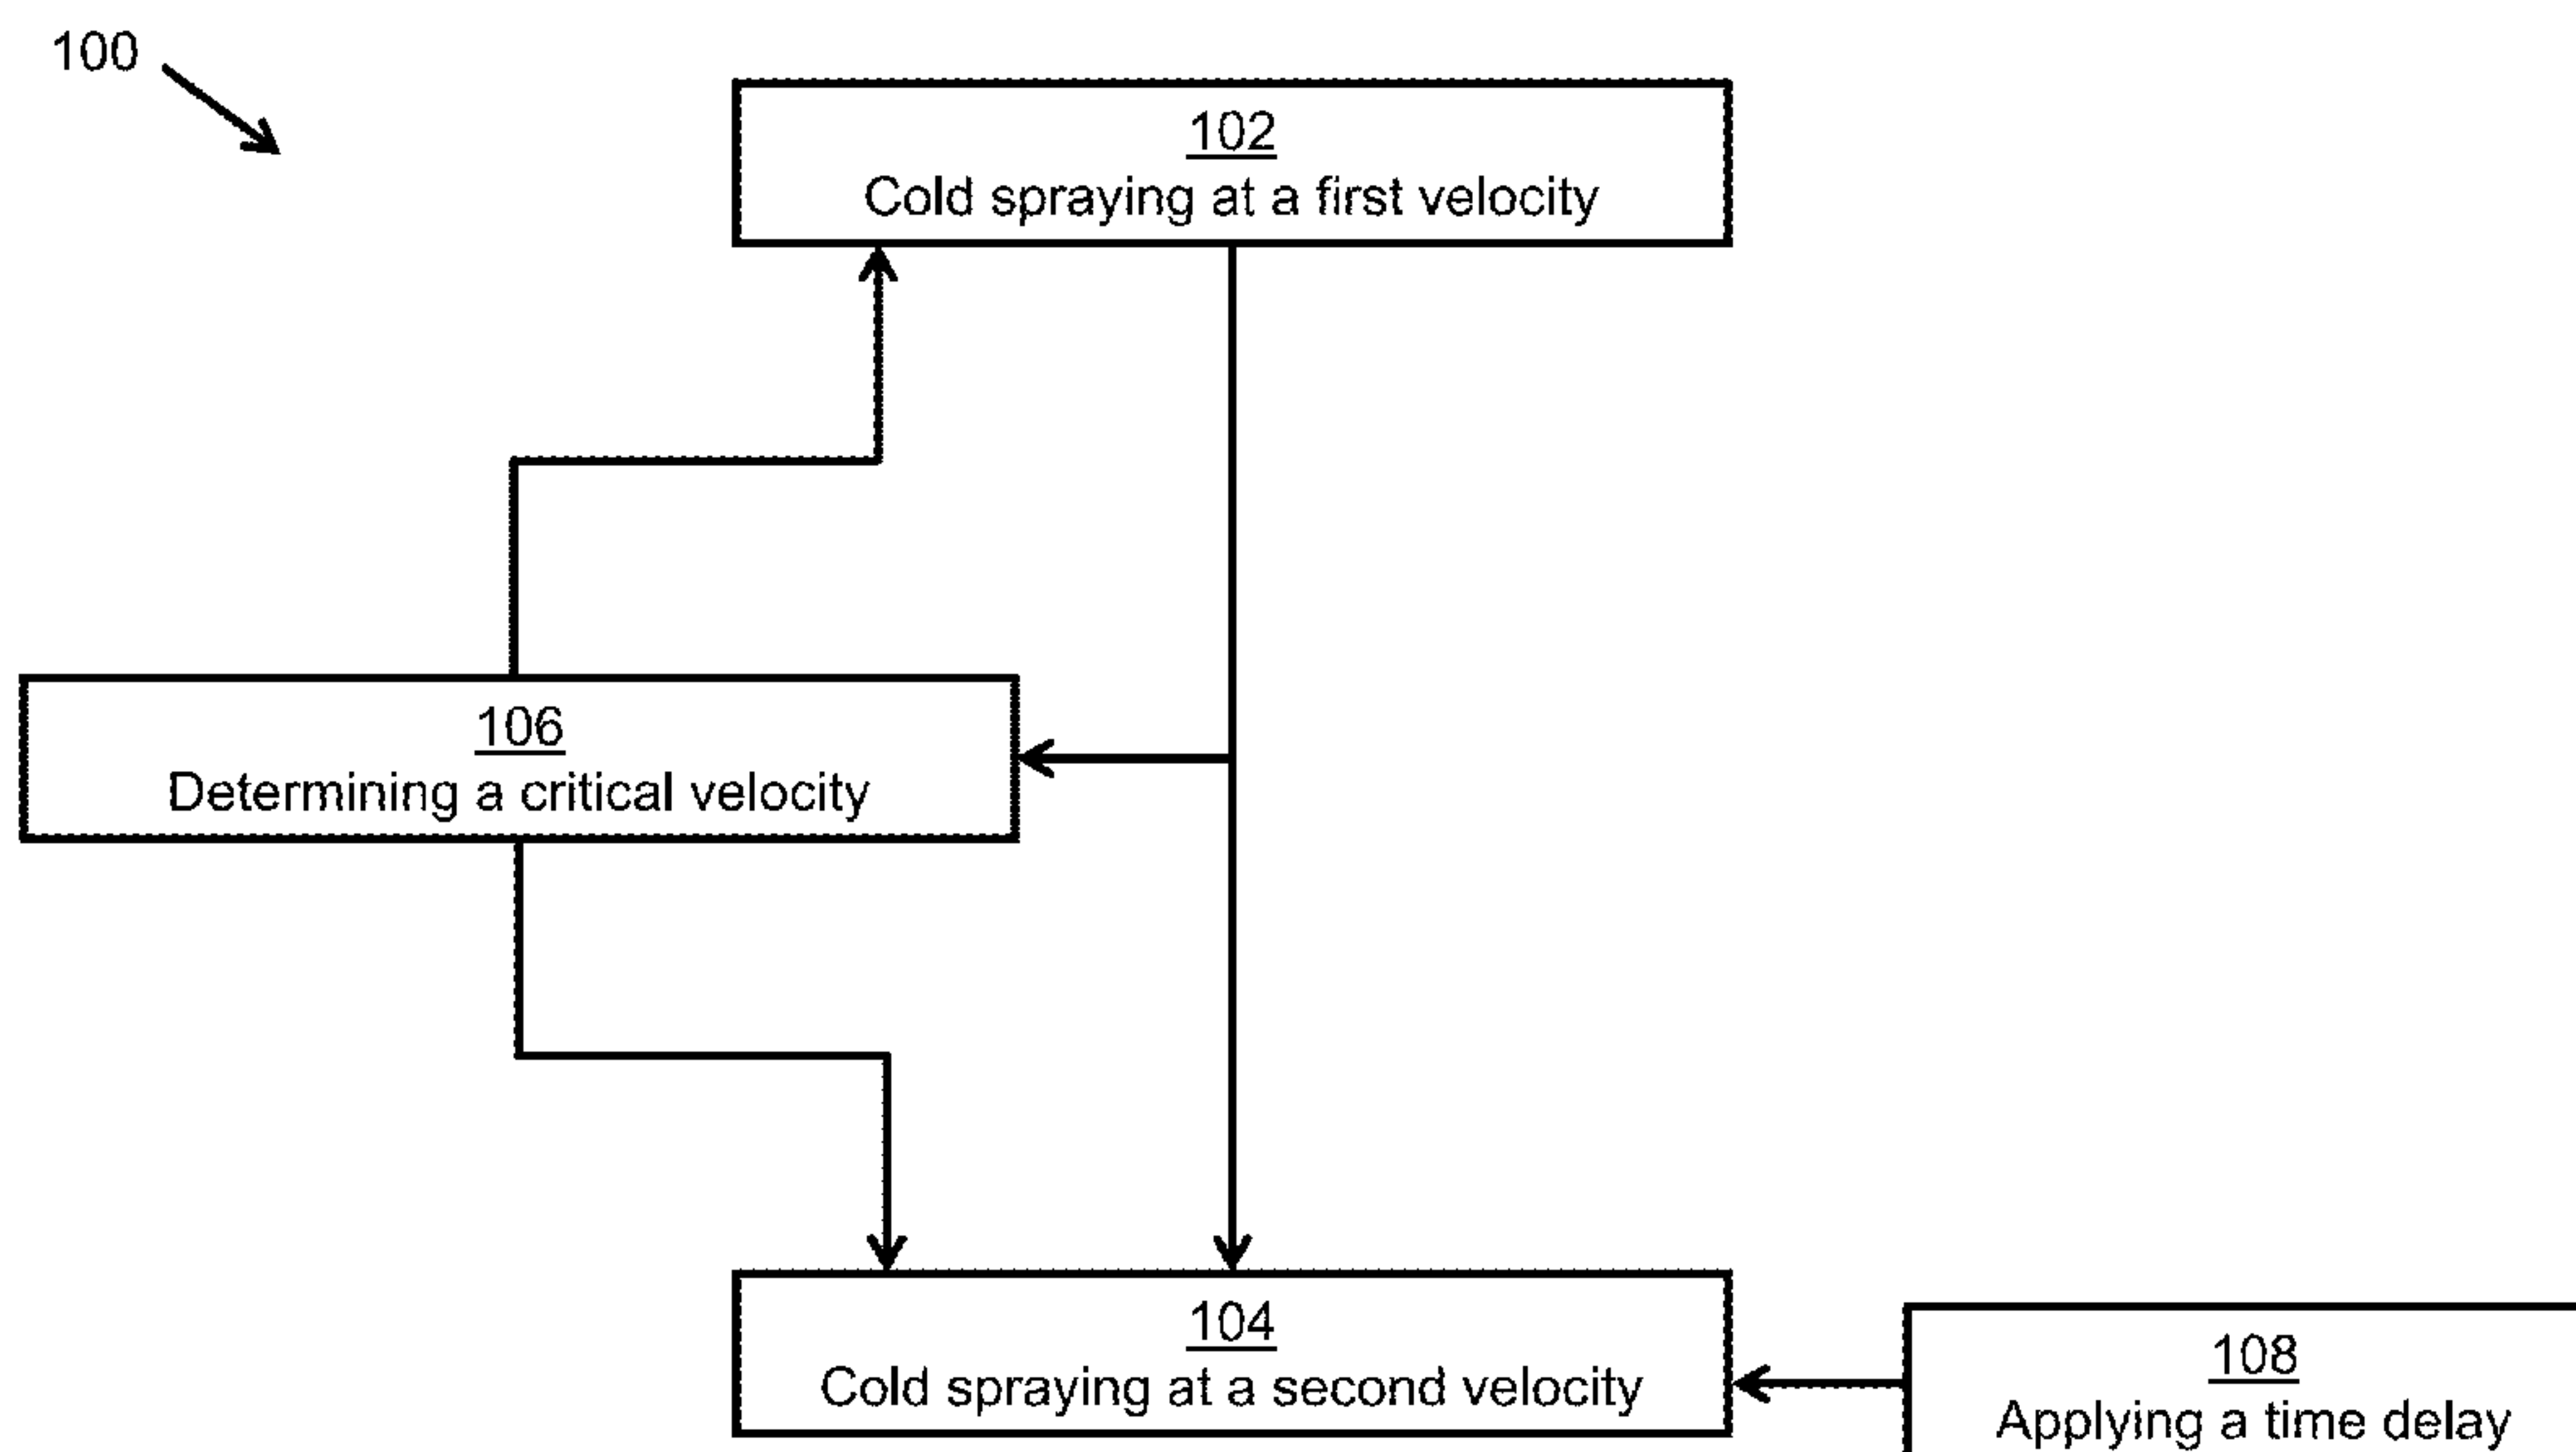 100
102
Cold spraying at a first velocity
106
Determining a critical velocity
104
Cold spraying at a second velocity
108
Applying a time delay